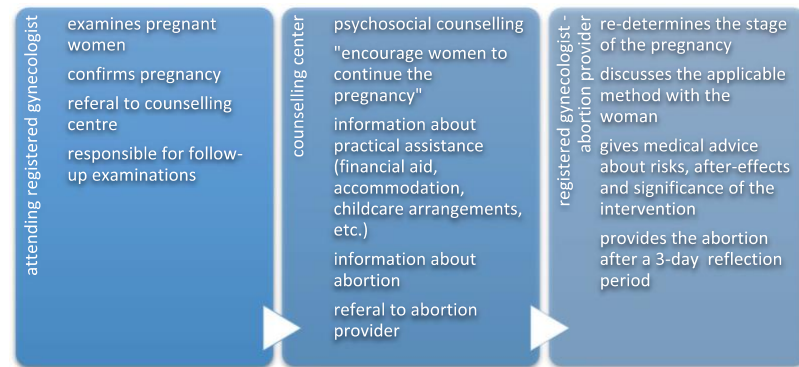 attending registered gynecologist
examines pregnant
women
confirms pregnancy
referal to counselling
centre
responsible for follow-
up examinations
counselling center
psychosocial counselling
"encourage women to
continue the
pregnancy"
information about
practical assistance
(financial aid,
accommodation,
childcare arrangements,
etc.)
information about
abortion
referal to abortion
provider
registered gynecologist -
abortion provider
re-determines the stage
of the pregnancy
discusses the applicable
method with the
woman
gives medical advice
about risks, after-effects
and significance of the
intervention
provides the abortion
after a 3-day reflection
period